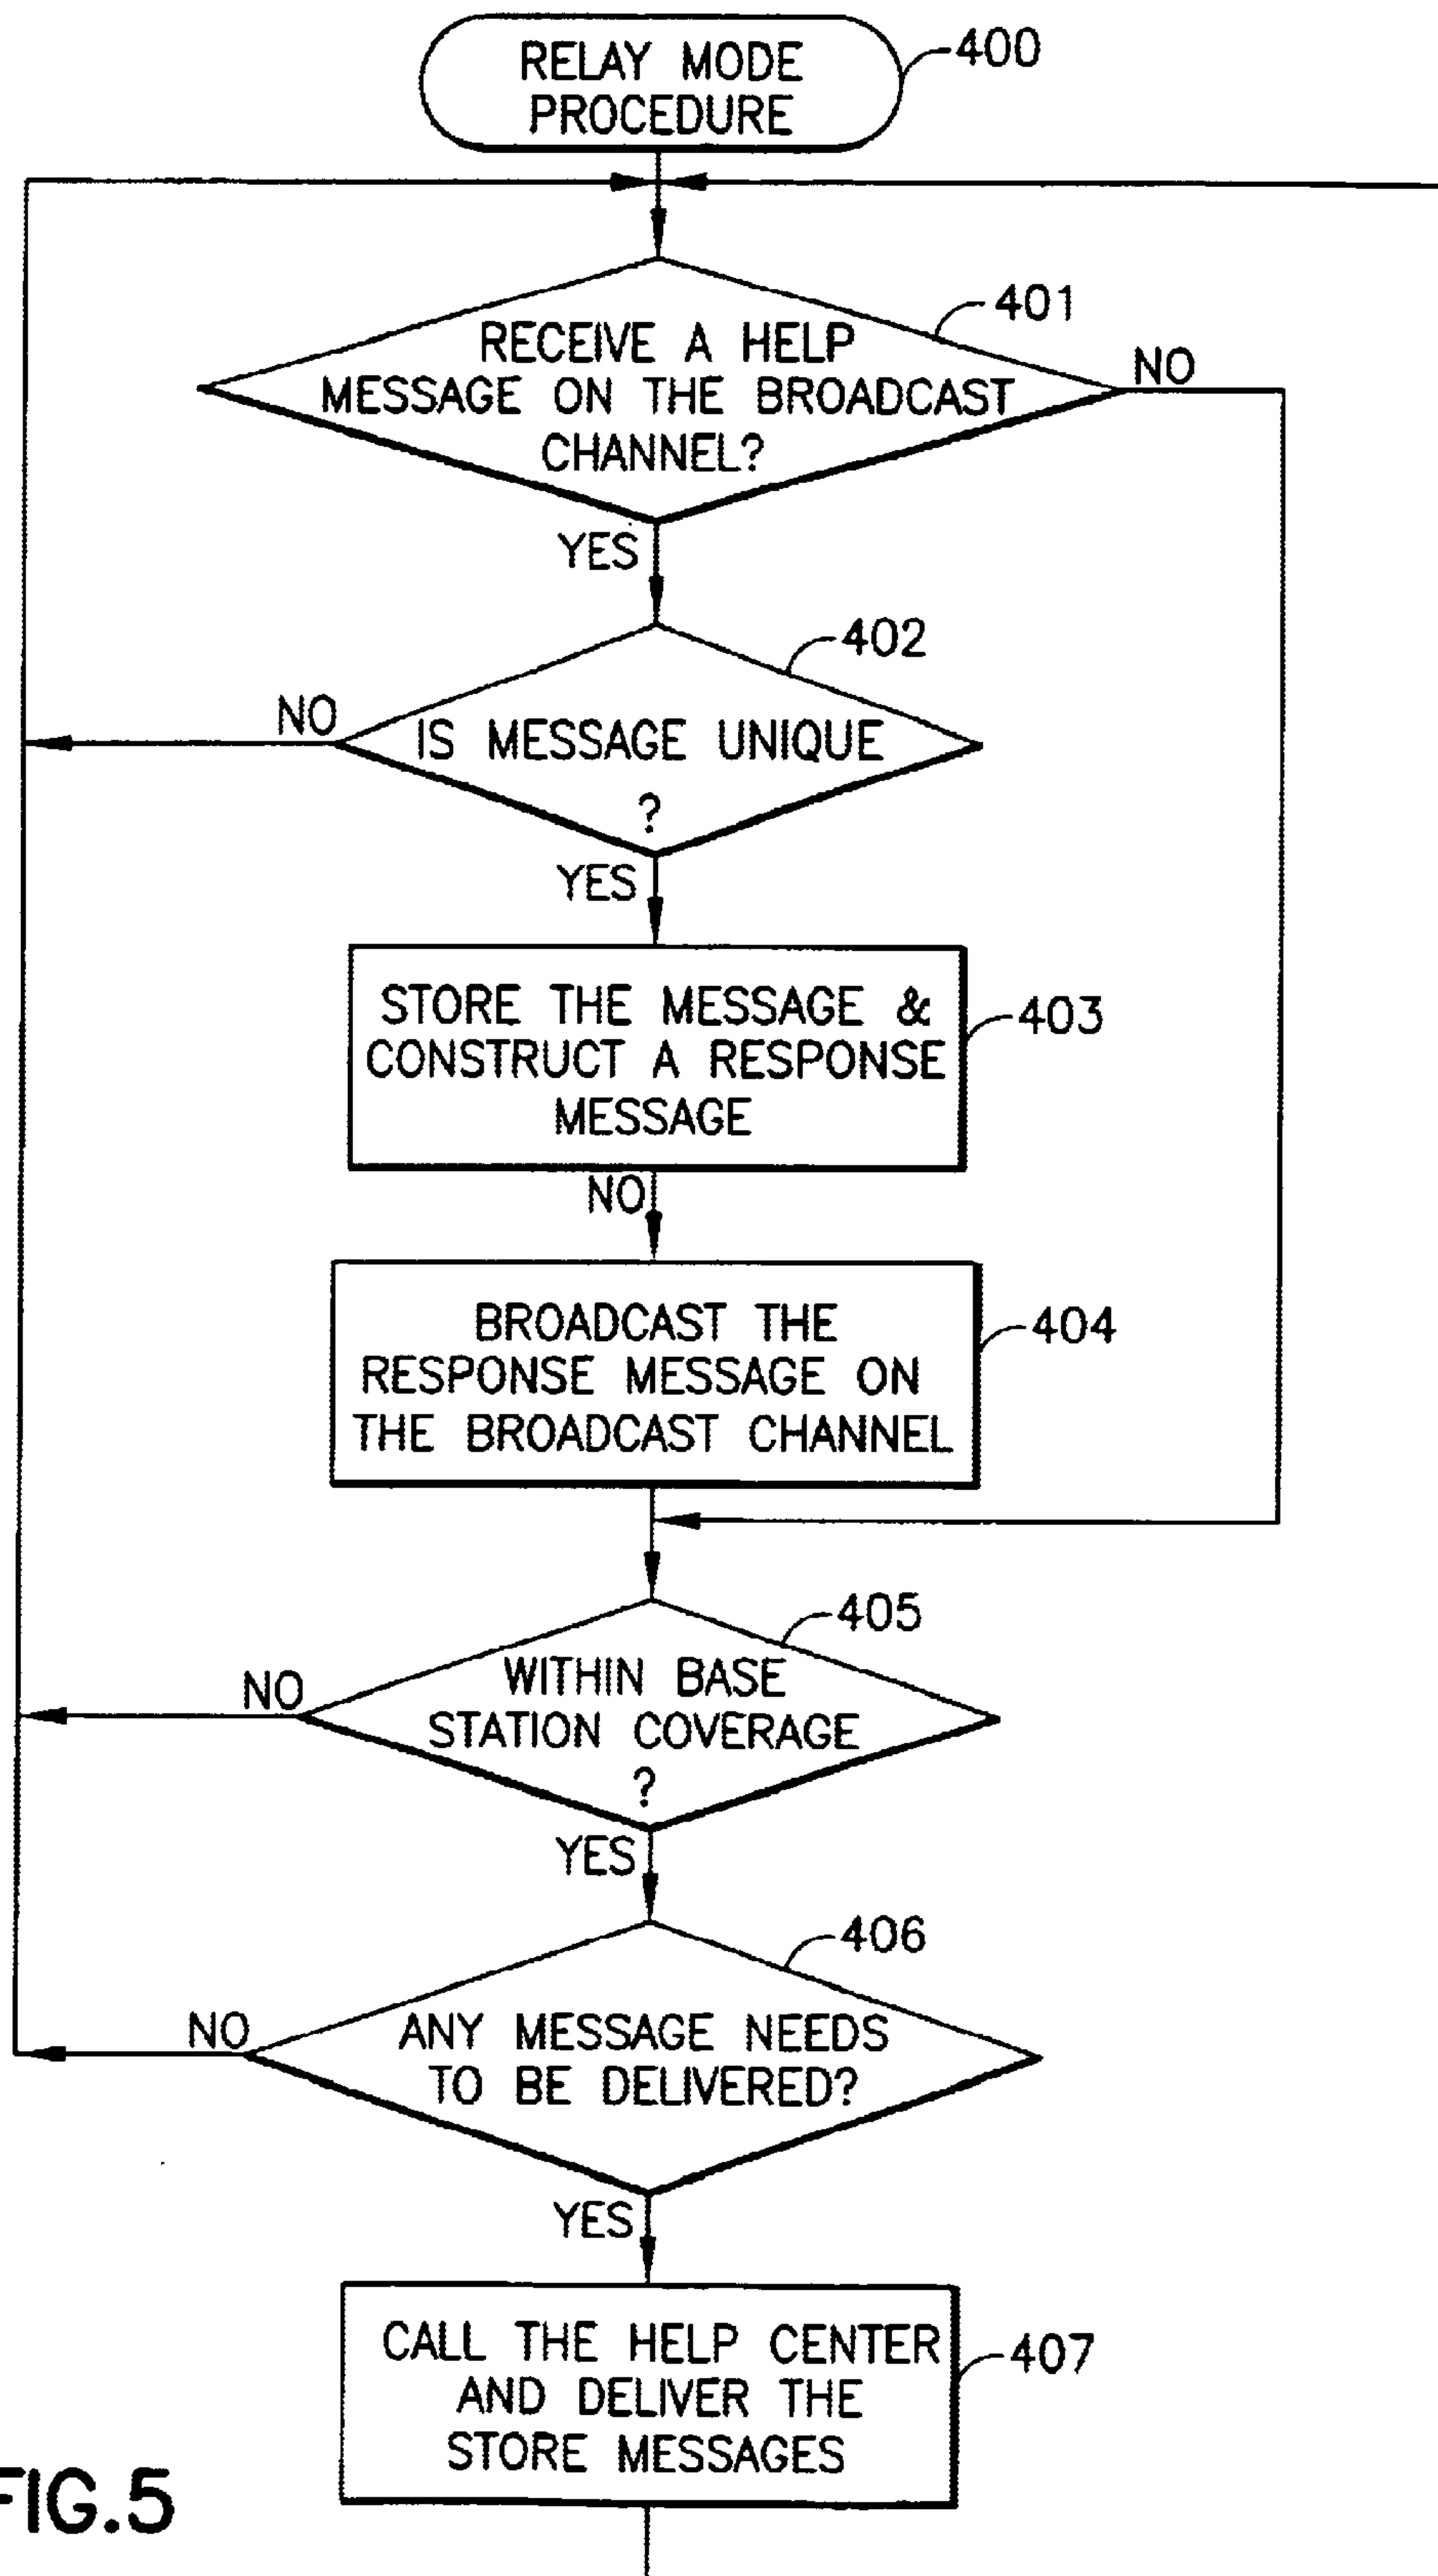 RELAY MODE
PROCEDURE
400
RECEIVE A HELP
MESSAGE ON THE BROADCAST
CHANNEL?
401
NO
YES
402
NO
IS MESSAGE UNIQUE
?
YES
STORE THE MESSAGE &
CONSTRUCT A RESPONSE
MESSAGE
403
NO
BROADCAST THE
RESPONSE MESSAGE ON
THE BROADCAST CHANNEL
404
405
NO
WITHIN BASE
STATION COVERAGE
?
YES
406
NO
ANY MESSAGE NEEDS
TO BE DELIVERED?
YES
CALL THE HELP CENTER
AND DELIVER THE
STORE MESSAGES
407
FIG.5